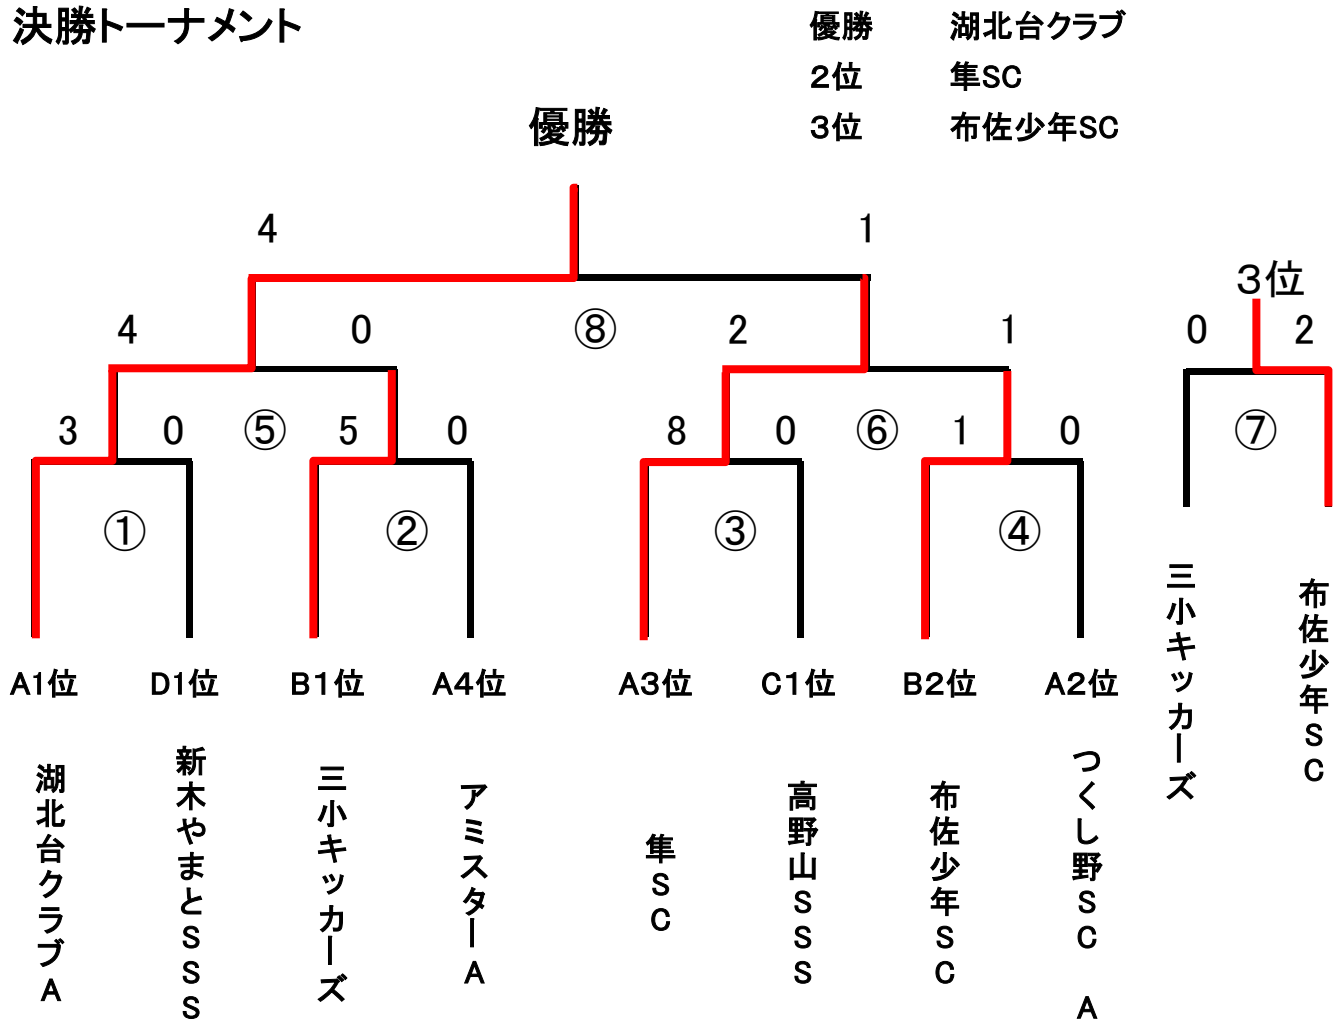 決勝トーナメント
優勝 湖北台クラブ
２位 隼SC
３位 布佐少年SC
優勝
4 1
３位
4 0 ⑧ 2 1 0 2
3 0 ⑤ 5 0 8 0 ⑥ 1 0 ⑦
① ② ③ ④
A1位 D1位 B１位 A４位 A３位 C１位 B２位 A２位
湖北台クラブA
新木やまとSSS
三小キッカーズ
アミスターA
隼SC
高野山SSS
布佐少年SC
つくし野SC A
三小キッカーズ
布佐少年SC